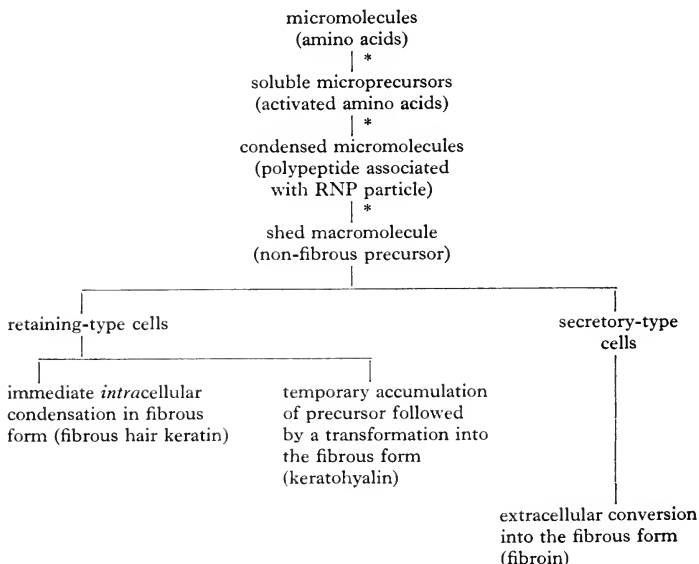 micromolecules
(amino acids)
*
soluble microprecursors
(activated amino acids)
*
condensed micromolecules
(polypeptide associated
with RNP particle)
*
shed macromolecule
(non-fibrous precursor)
retaining-type cells
immediate intracellular
condensation in fibrous
form (fibrous hair keratin)
temporary accumulation
of precursor followed
by a transformation into
the fibrous form
(keratohyalin)
secretory-type
cells
extracellular conversion
into the fibrous form
(fibroin)